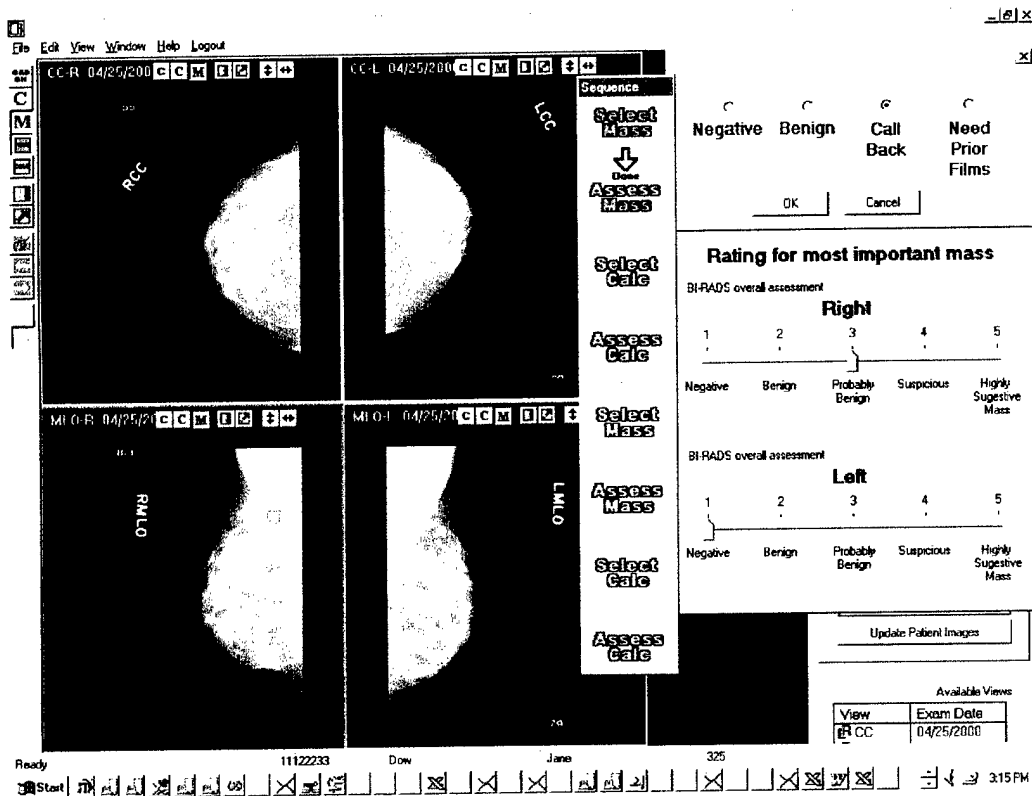 File Edit View Window Help Logout
CC-R 04/25/200 C C M
CC-L 04/25/200 C C M
RCC
LCC
C
M
Sequence
Select Mass
Done
Assess Mass
Select Calc
Assess Calc
Select Mass
Assess Mass
Select Calc
Assess Calc
Negative
Benign
Call Back
Need Prior Films
OK
Cancel
Rating for most important mass
BI-RADS overall assessment
Right
1 2 3 4 5
Negative
Benign
Probably Benign
Suspicious
Highly Sugestive Mass
BI-RADS overall assessment
Left
1 2 3 4 5
Negative
Benign
Probably Benign
Suspicious
Highly Sugestive Mass
MLO-R 04/25/20 C C M
MLO-L 04/25/20 C C M
RMLO
LMLO
Update Patient Images
Available Views
View Exam Date
R CC 04/25/2000
Ready 11122233 Dow Jane 325
Start 3:15 PM